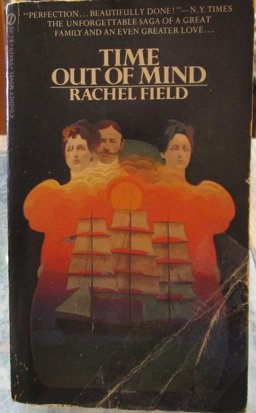 "PERFECTION... BEAUTIFULLY DONE!"—N.Y. TIMES
THE UNFORGETTABLE SAGA OF A GREAT
FAMILY AND AN EVEN GREATER LOVE...
TIME
OUT OF MIND
RACHEL FIELD